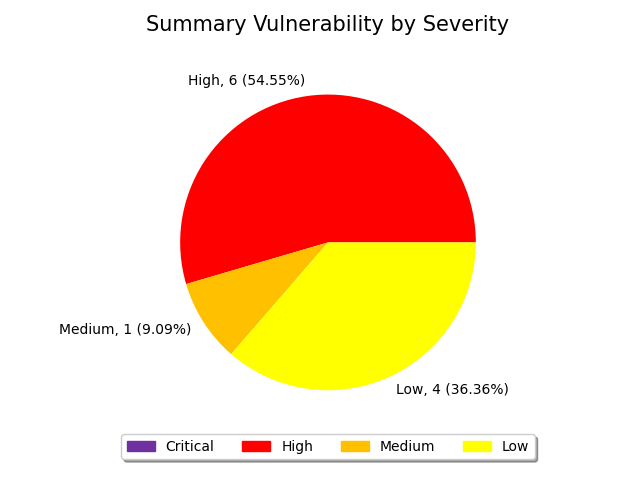 Summary Vulnerability by Severity
High, 6 (54.55%)
Medium, 1 (9.09%)
Low, 4 (36.36%)
Critical High Medium Low